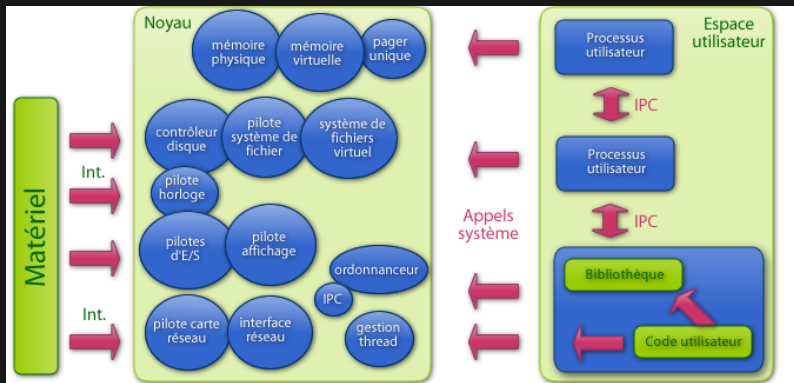 Matériel
Int.
Int.
Noyau
mémoire
physique
mémoire
virtuelle
pager
unique
contrôleur
disque
pilote
système de
fichier
système de
fichiers
virtuel
pilote
horloge
pilotes
d'E/S
pilote
affichage
ordonnanceur
IPC
pilote carte
réseau
interface
réseau
gestion
thread
Appels
système
Espace
utilisateur
Processus
utilisateur
IPC
Processus
utilisateur
IPC
Bibliothèque
Code utilisateur